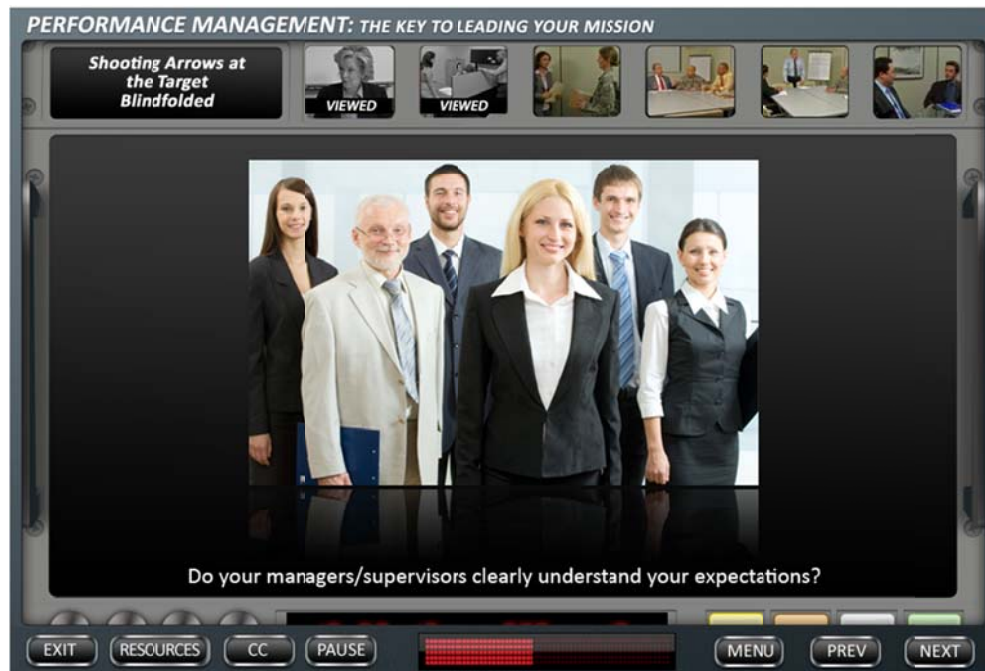 PERFORMANCE MANAGEMENT: THE KEY TO LEADING YOUR MISSION
Shooting Arrows at
the Target
Blindfolded
VIEWED
VIEWED
Do your managers/supervisors clearly understand your expectations?
EXIT
RESOURCES
CC
PAUSE
MENU
PREV
NEXT